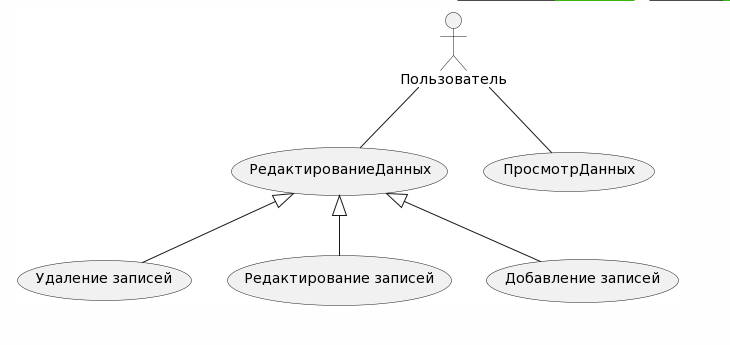 Пользователь
РедактированиеДанных
ПросмотрДанных
Удаление записей
Редактирование записей
Добавление записей